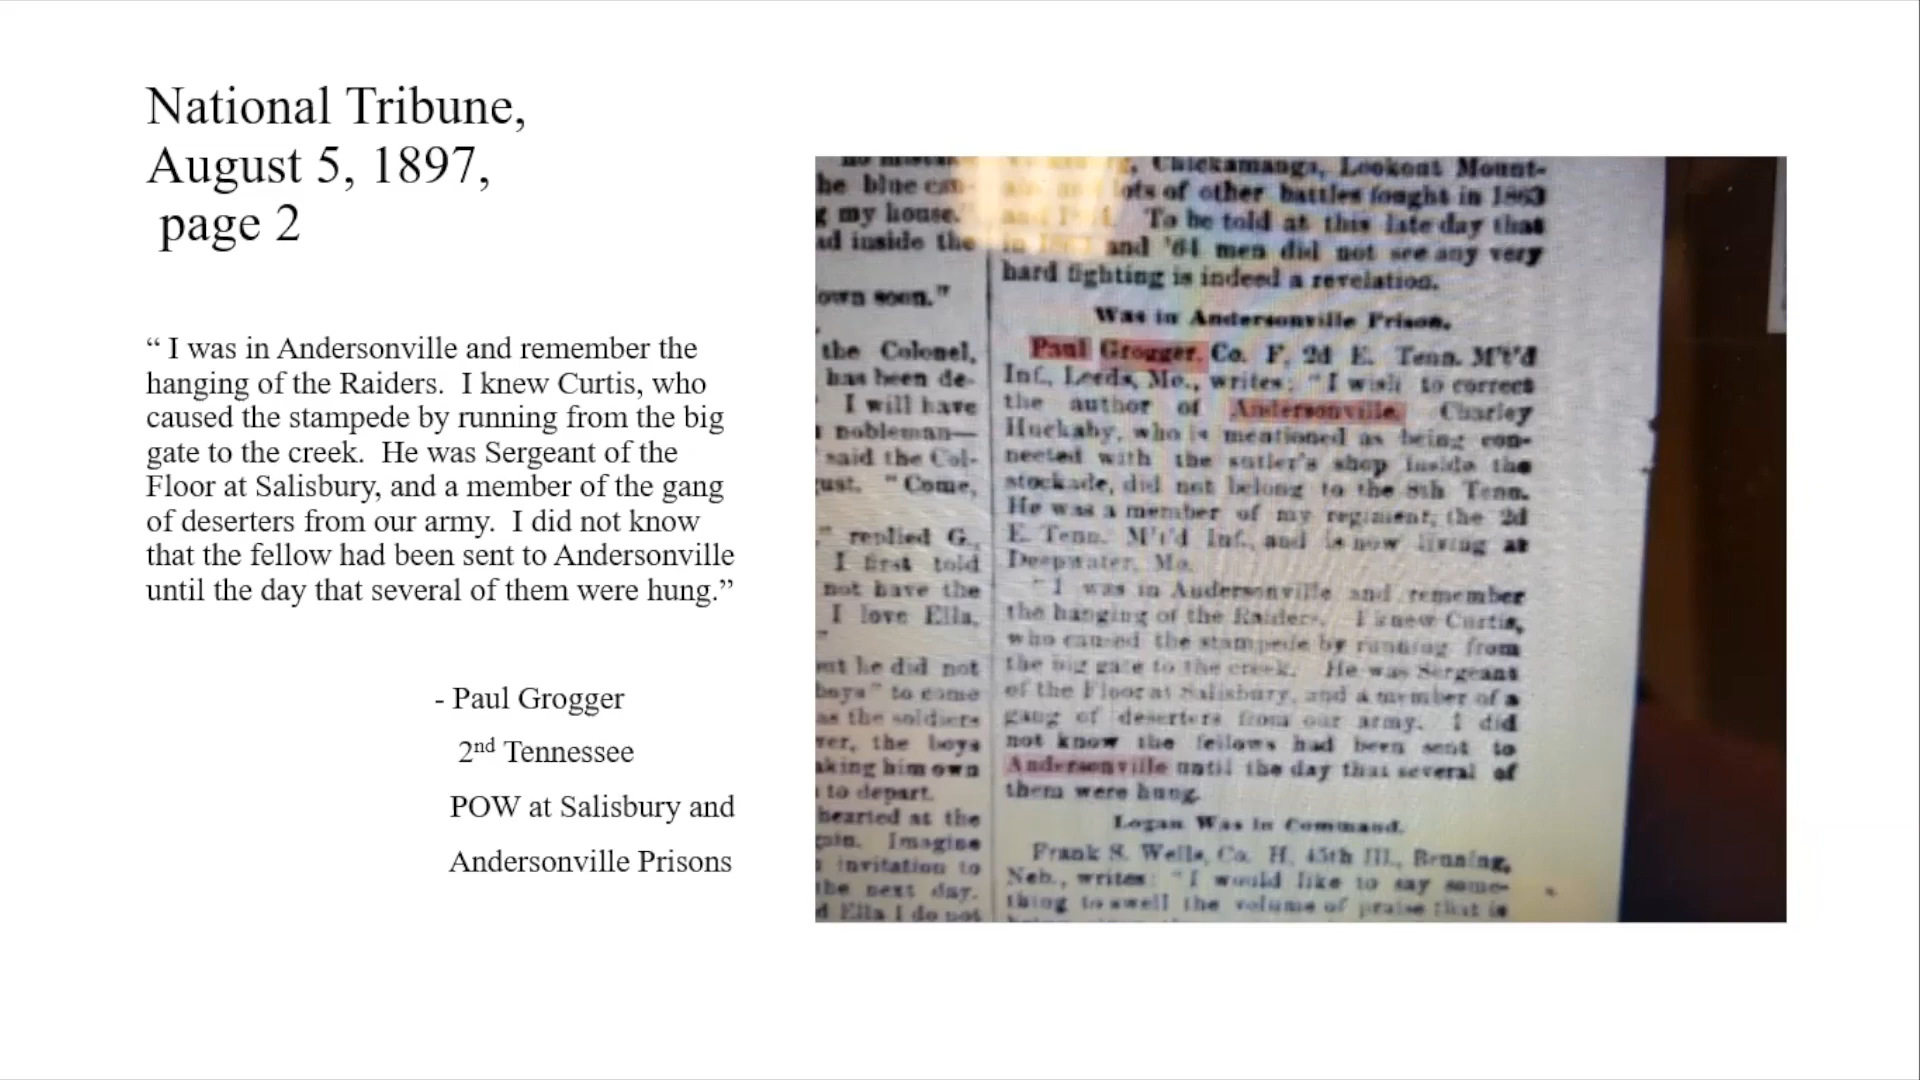 National Tribune,
August 5, 1897,
page 2
“ I was in Andersonville and remember the
hanging of the Raiders. I knew Curtis, who
caused the stampede by running from the big
gate to the creek. He was Sergeant of the
Floor at Salisbury, and a member of the gang
of deserters from our army. I did not know
that the fellow had been sent to Andersonville
until the day that several of them were hung.”
- Paul Grogger
2nd Tennessee
POW at Salisbury and
Andersonville Prisons
he blue
g my house.
inside the
own soon."
the Colonel,
has been de-
I will have
nobleman—
said the Col-
"Come,
replied G.,
I first told
not have the
I love Ella,
he did not
boys" to come
as the soldiers
the boys
him own
to depart.
hearted at the
Imagine
invitation to
the next day.
Ella I do not
Chickamauga, Lookout Mount-
lots of other battles fought in 1863
To be told at this late day that
and '64 men did not see any very
hard fighting is indeed a revelation.
Was in Andersonville Prison.
Paul Grogger, Co. F, 2d E. Tenn. M't'd
Inf., Leeds, Mo., writes: "I wish to correct
the author of Andersonville. Charley
Huckaby, who is mentioned as being con-
nected with the sutler's shop inside the
stockade, did not belong to the 8th Tenn.
He was a member of my regiment, the 2d
E. Tenn. M't'd Inf., and is now living at
Deepwater, Mo.
"I was in Andersonville and remember
the hanging of the Raiders. I knew Curtis,
who caused the stampede by running from
the big gate to the creek. He was Sergeant
of the Floor at Salisbury, and a member of a
gang of deserters from our army. I did
not know the fellows had been sent to
Andersonville until the day that several of
them were hung.
Logan Was in Command.
Frank S. Wells, Co. H, 45th Ill., Bruning,
Neb., writes: "I would like to say some-
thing to swell the volume of praise that is